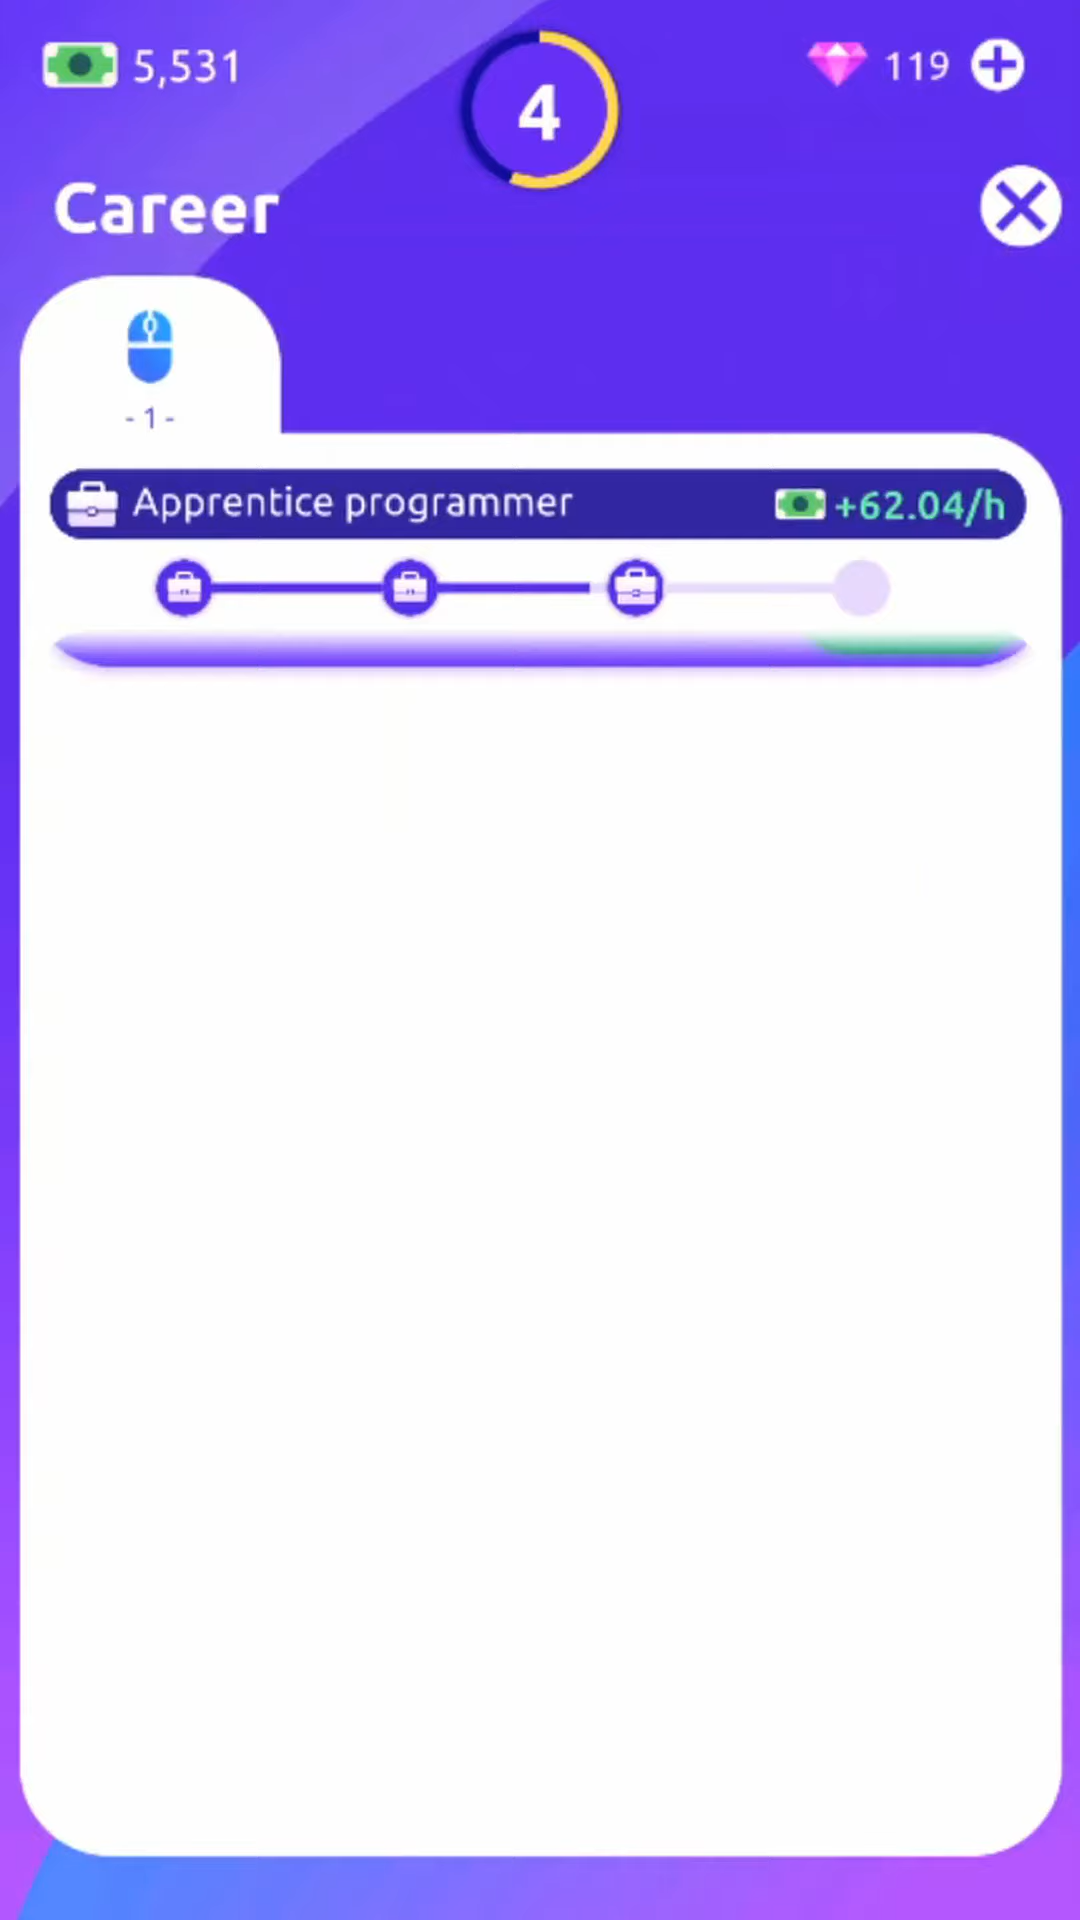 5,531
4
119
Career
- 1 -
Apprentice programmer +62.04/h